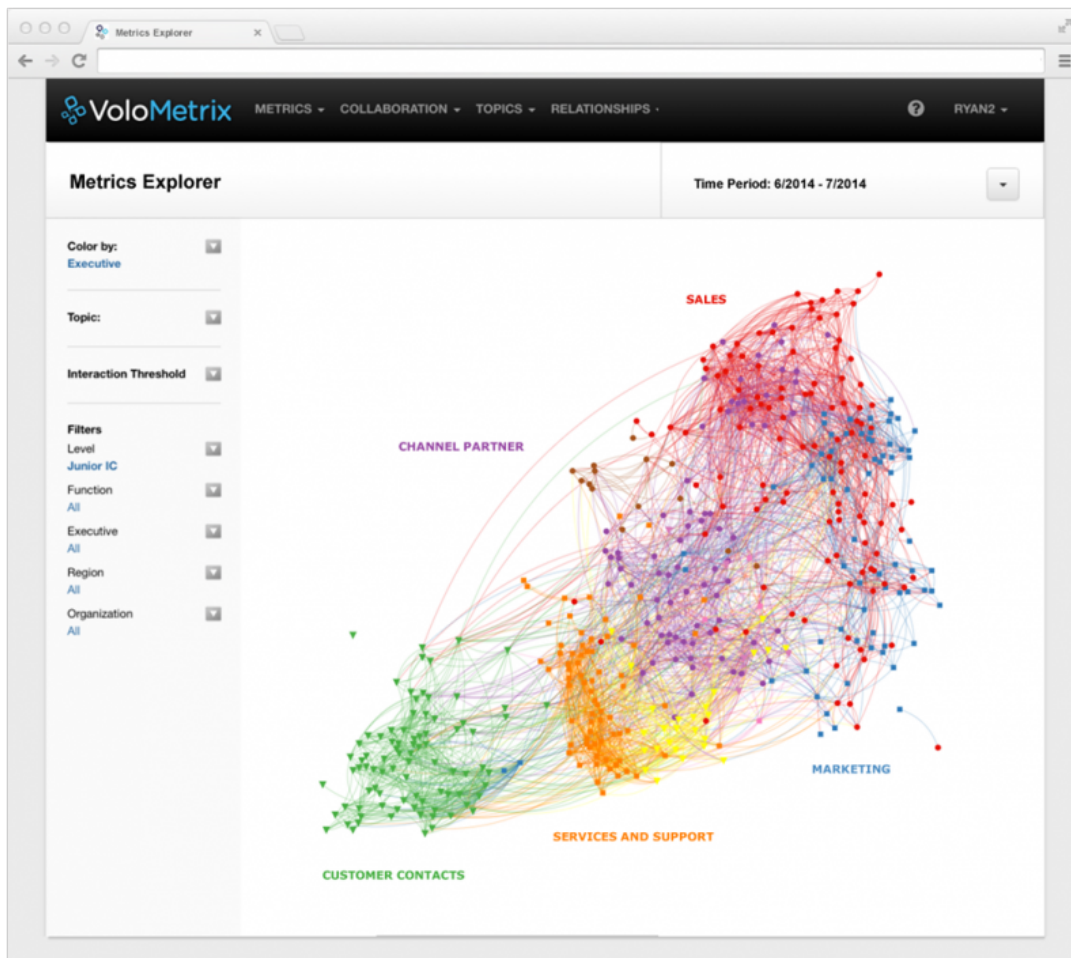 Metrics Explorer
VoloMetrix METRICS COLLABORATION TOPICS RELATIONSHIPS ? RYAN2
Metrics Explorer
Time Period: 6/2014 - 7/2014
Color by:
Executive
Topic:
Interaction Threshold
Filters
Level
Junior IC
Function
All
Executive
All
Region
All
Organization
All
SALES
CHANNEL PARTNER
MARKETING
SERVICES AND SUPPORT
CUSTOMER CONTACTS